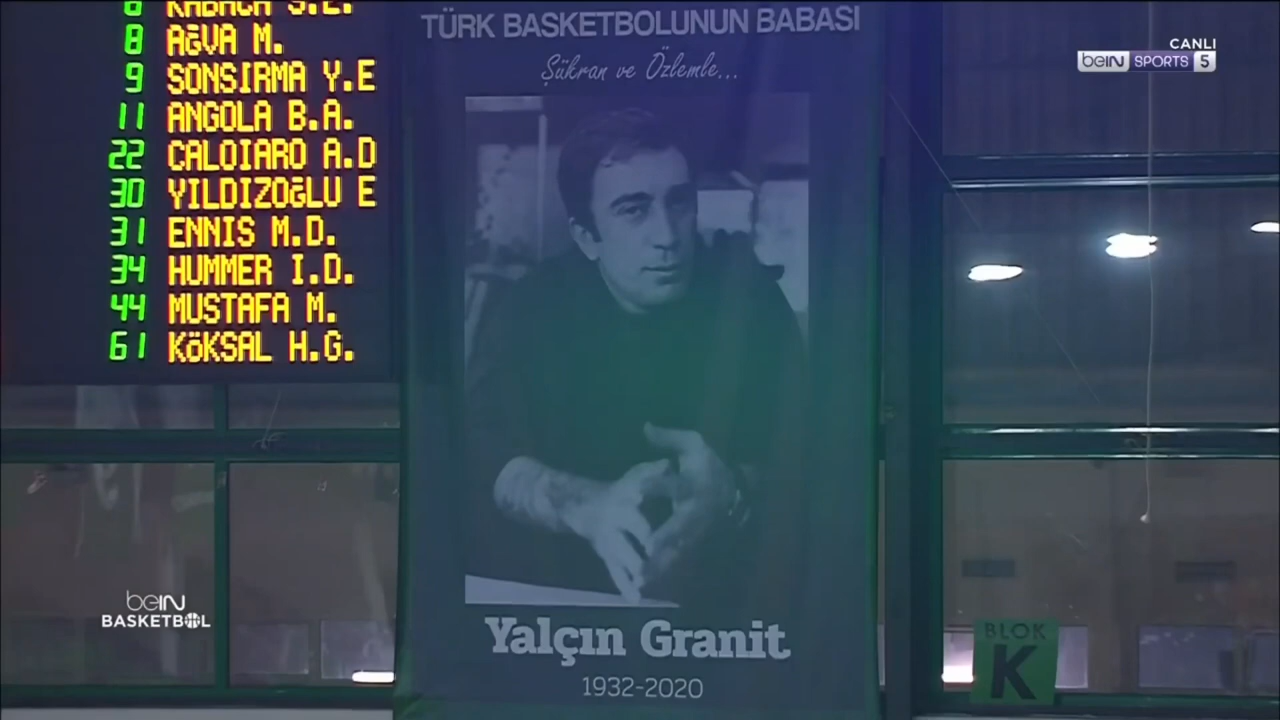 8 AĞVA M.
9 SONSIRMA Y.E
11 ANGOLA B.A.
22 CALOIARO A.D
30 YILDIZOĞLU E
31 ENNIS M.D.
34 HUMMER I.D.
44 MUSTAFA M.
61 KÖKSAL H.G.
TÜRK BASKETBOLUNUN BABASI
Şükran ve Özlemle...
Yalçın Granit
1932-2020
CANLI
beIN SPORTS 5
beIN
BASKETBOL
BLOK
K